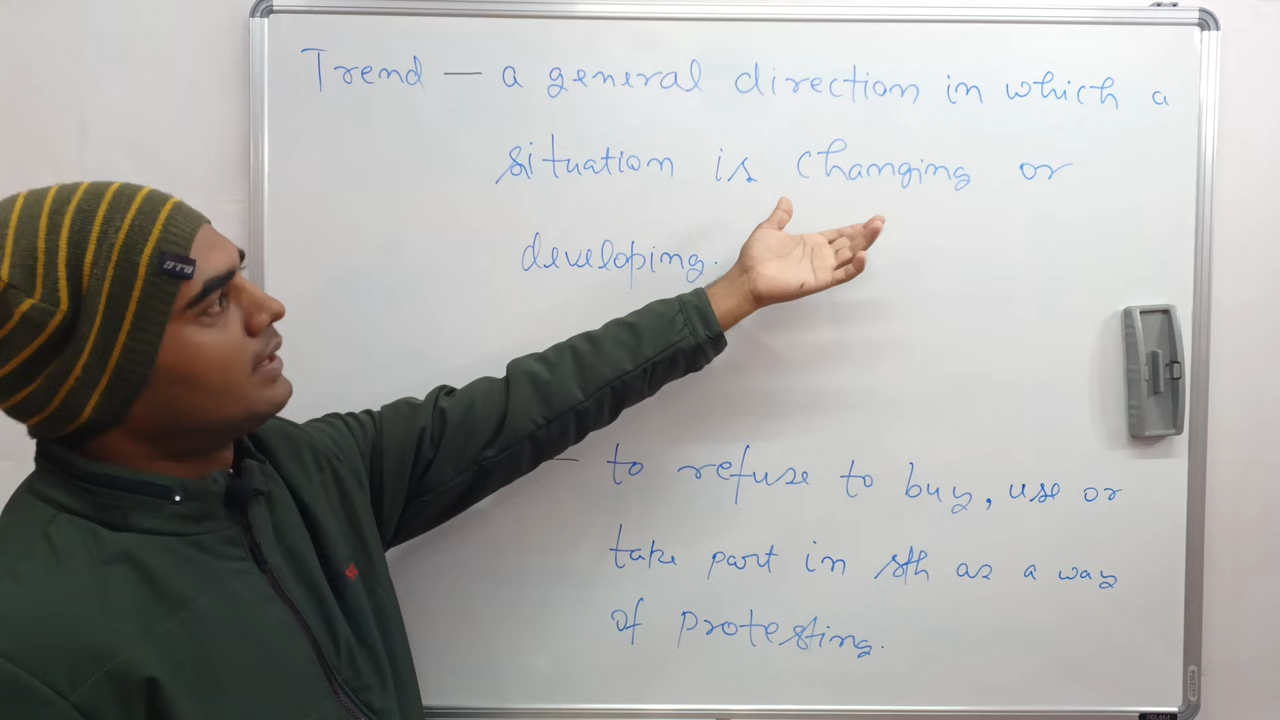 Trend — a general direction in which a
situation is changing or
developing.
— to refuse to buy, use or
take part in sth as a way
of protesting.